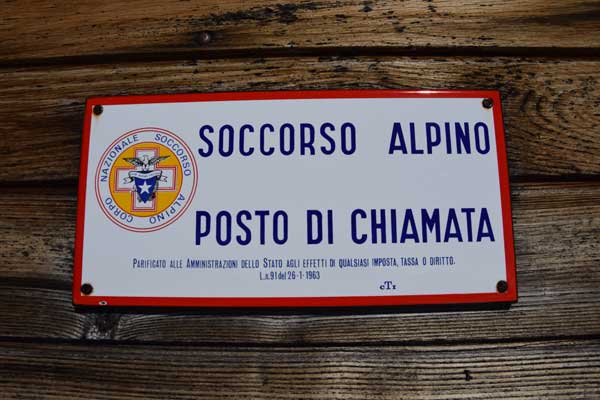 SOCCORSO ALPINO
CORPO NAZIONALE SOCCORSO ALPINO
POSTO DI CHIAMATA
PARIFICATO ALLE AMMINISTRAZIONI DELLO STATO AGLI EFFETTI DI QUALSIASI IMPOSTA, TASSA O DIRITTO.
L.n.91 del 26-1-1963
CTI